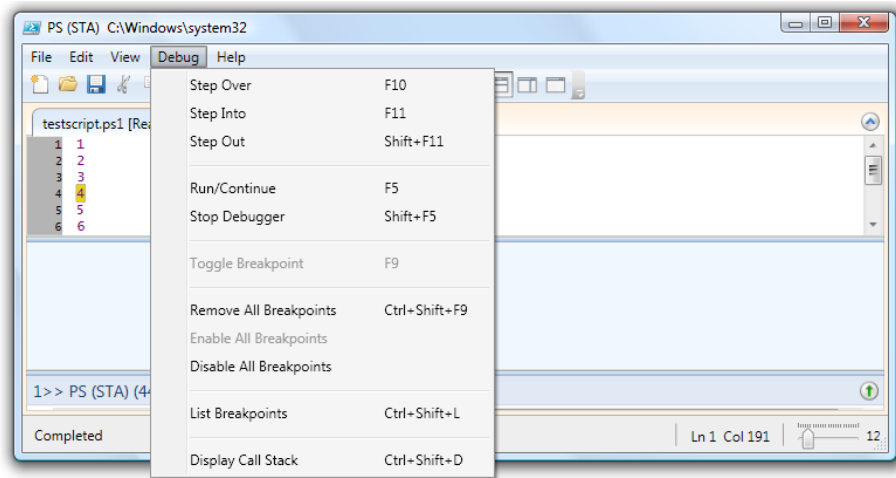 PS (STA) C:\Windows\system32
File Edit View Debug Help
Step Over F10
Step Into F11
Step Out Shift+F11
Run/Continue F5
Stop Debugger Shift+F5
Toggle Breakpoint F9
Remove All Breakpoints Ctrl+Shift+F9
Enable All Breakpoints
Disable All Breakpoints
List Breakpoints Ctrl+Shift+L
Display Call Stack Ctrl+Shift+D
testscript.ps1 [Rea
1 1
2 2
3 3
4 4
5 5
6 6
1>> PS (STA) (44
Completed
Ln 1 Col 191
12